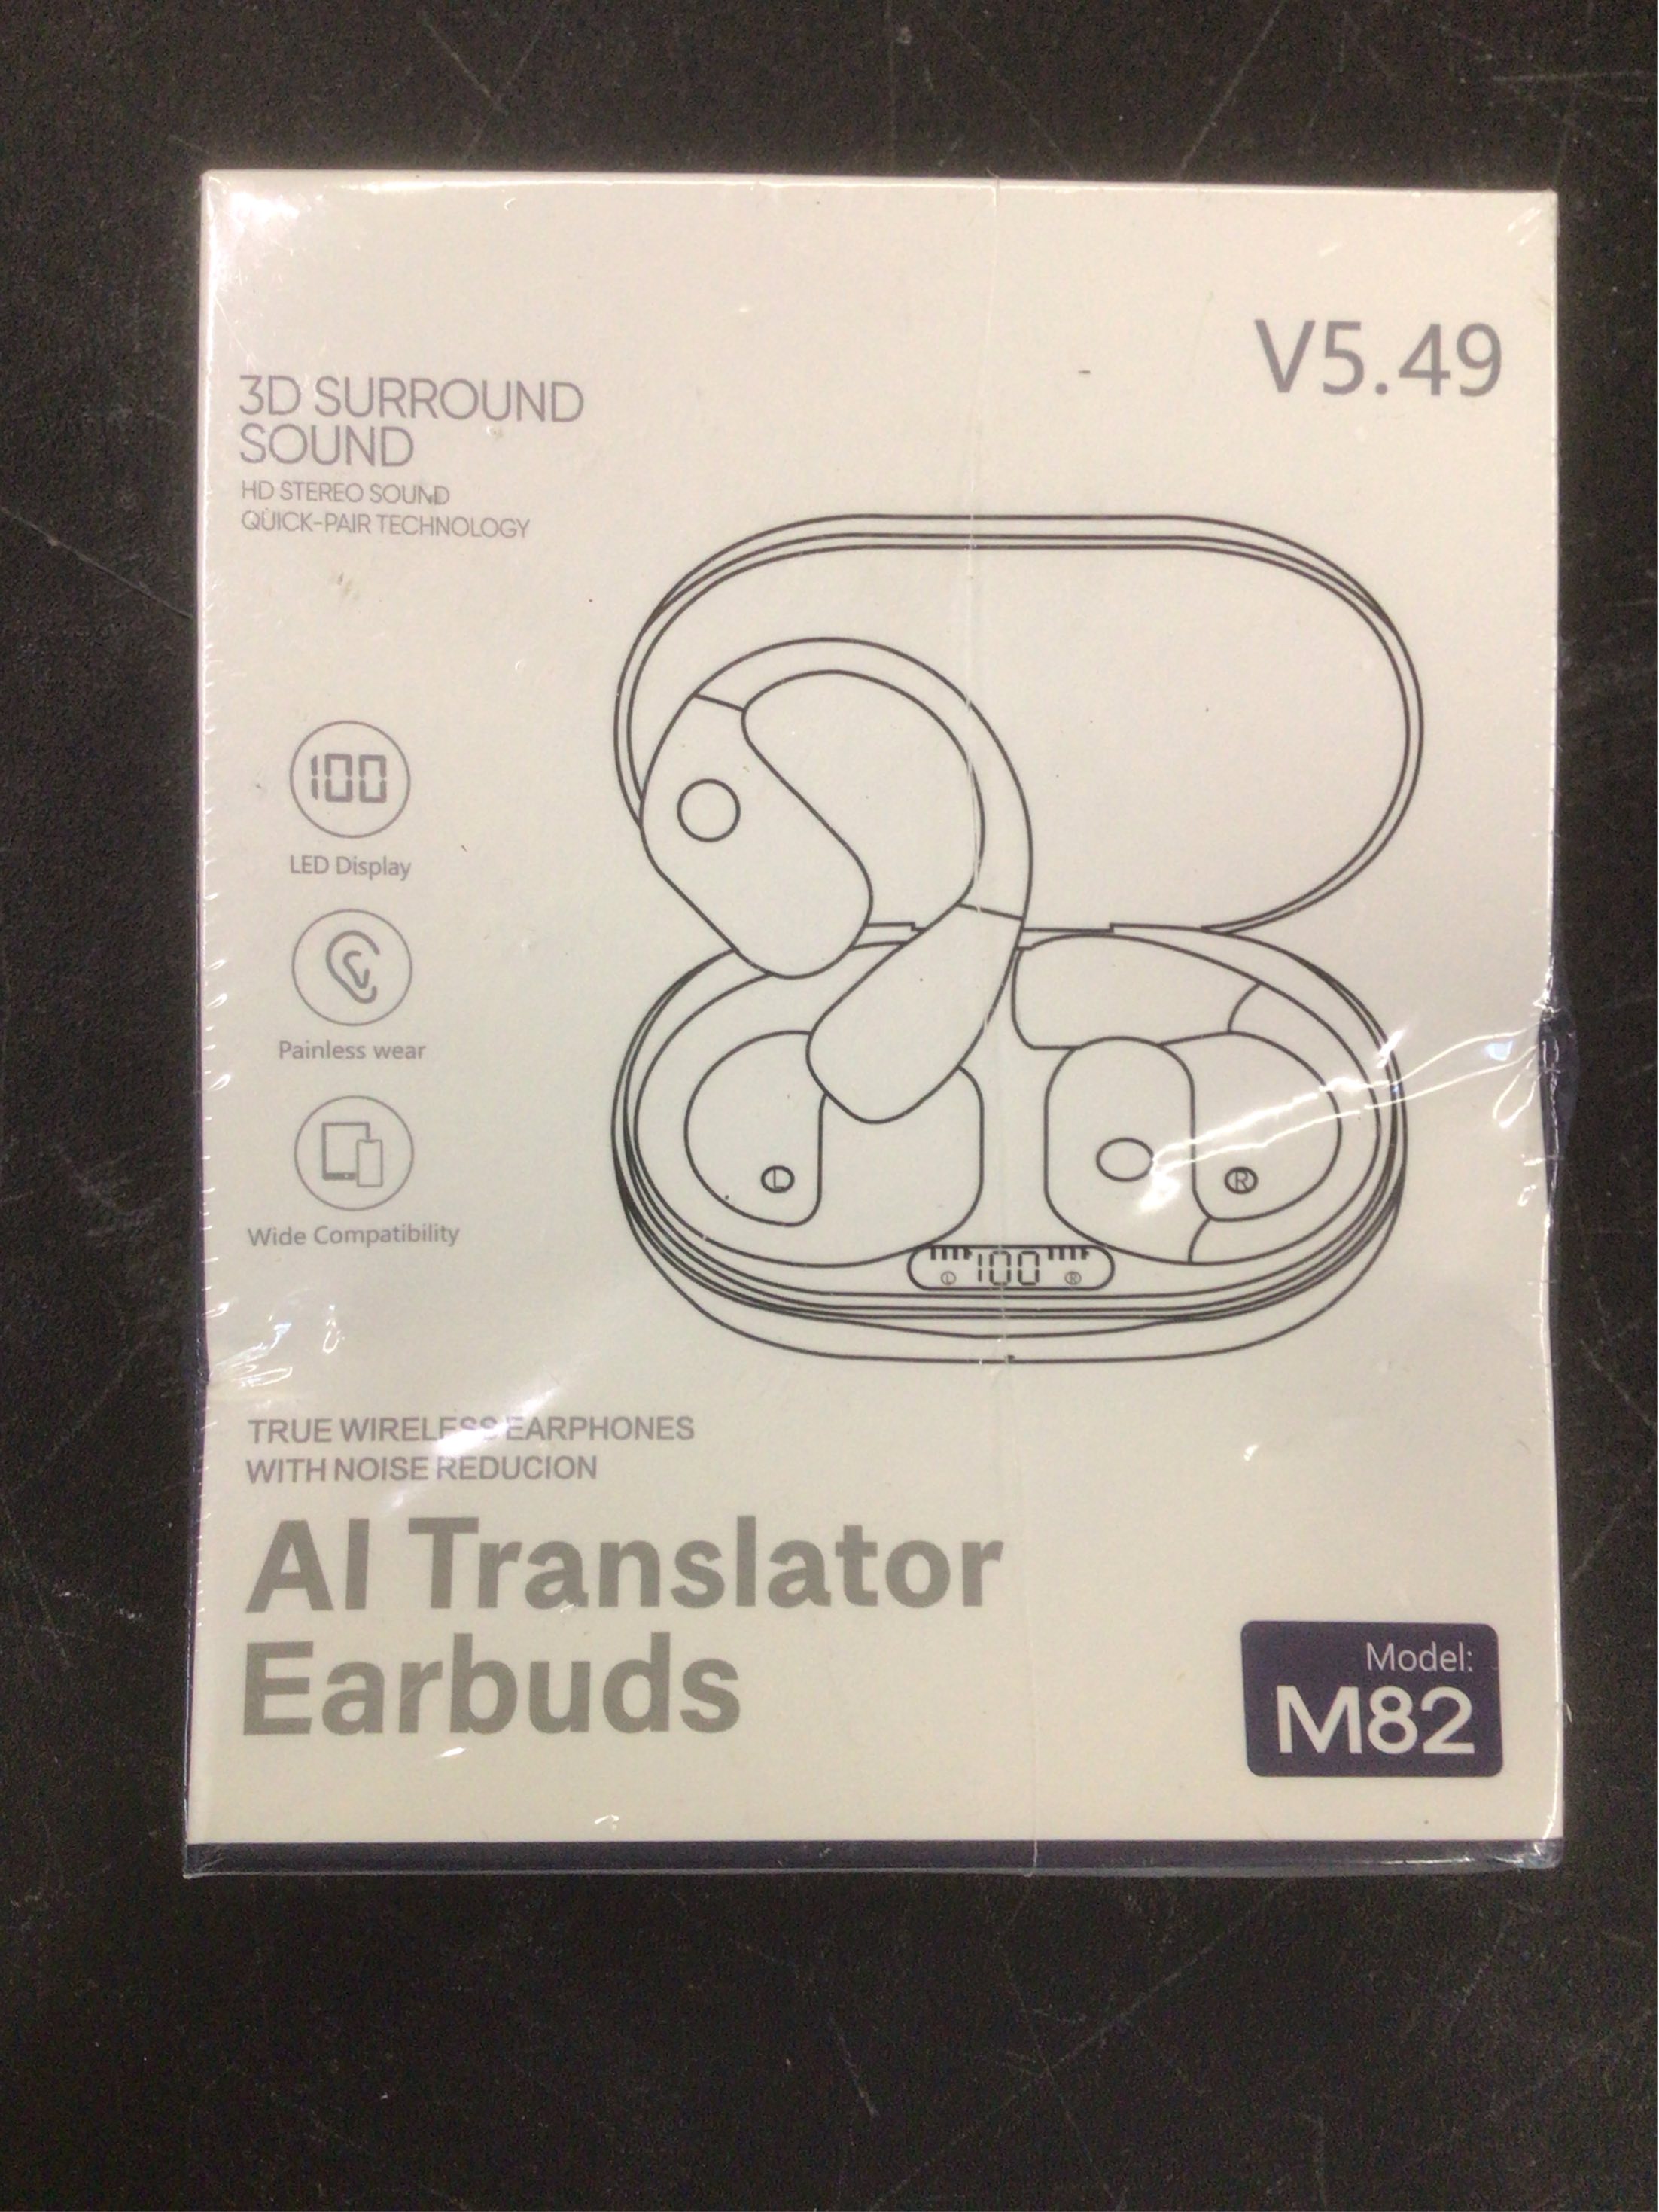 V5.49
3D SURROUND
SOUND
HD STEREO SOUND
QUICK-PAIR TECHNOLOGY
100
LED Display
Painless wear
Wide Compatibility
L
R
L 100 R
TRUE WIRELESS EARPHONES
WITH NOISE REDUCION
AI Translator
Earbuds
Model:
M82